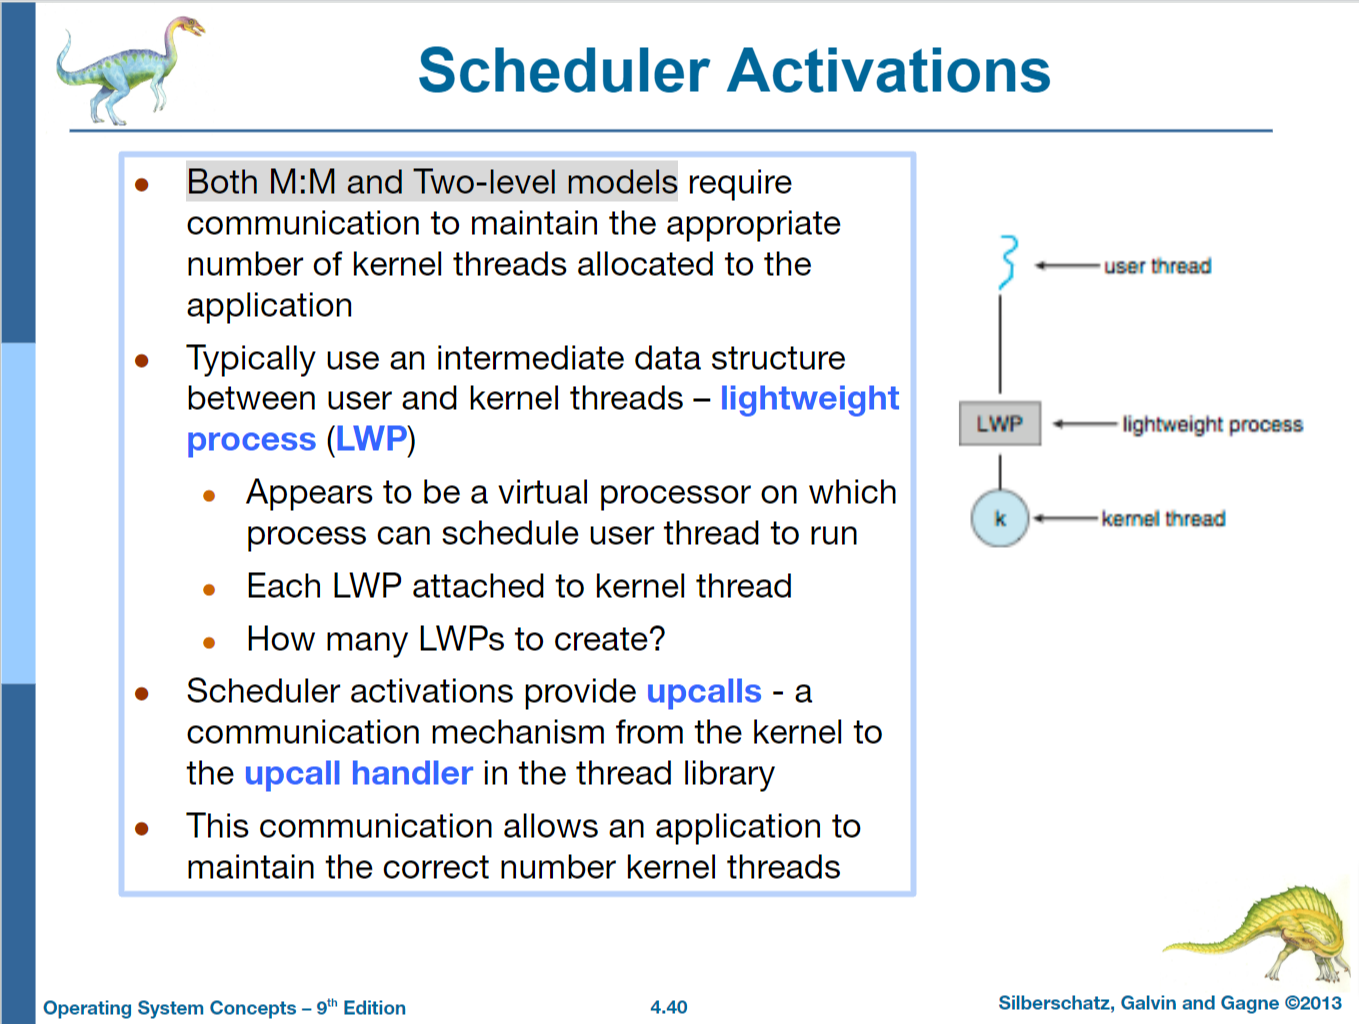 Scheduler Activations
Both M:M and Two-level models require
communication to maintain the appropriate
number of kernel threads allocated to the
application
Typically use an intermediate data structure
between user and kernel threads – lightweight
process (LWP)
Appears to be a virtual processor on which
process can schedule user thread to run
Each LWP attached to kernel thread
How many LWPs to create?
Scheduler activations provide upcalls - a
communication mechanism from the kernel to
the upcall handler in the thread library
This communication allows an application to
maintain the correct number kernel threads
user thread
LWP
lightweight process
k
kernel thread
Operating System Concepts – 9th Edition
4.40
Silberschatz, Galvin and Gagne ©2013